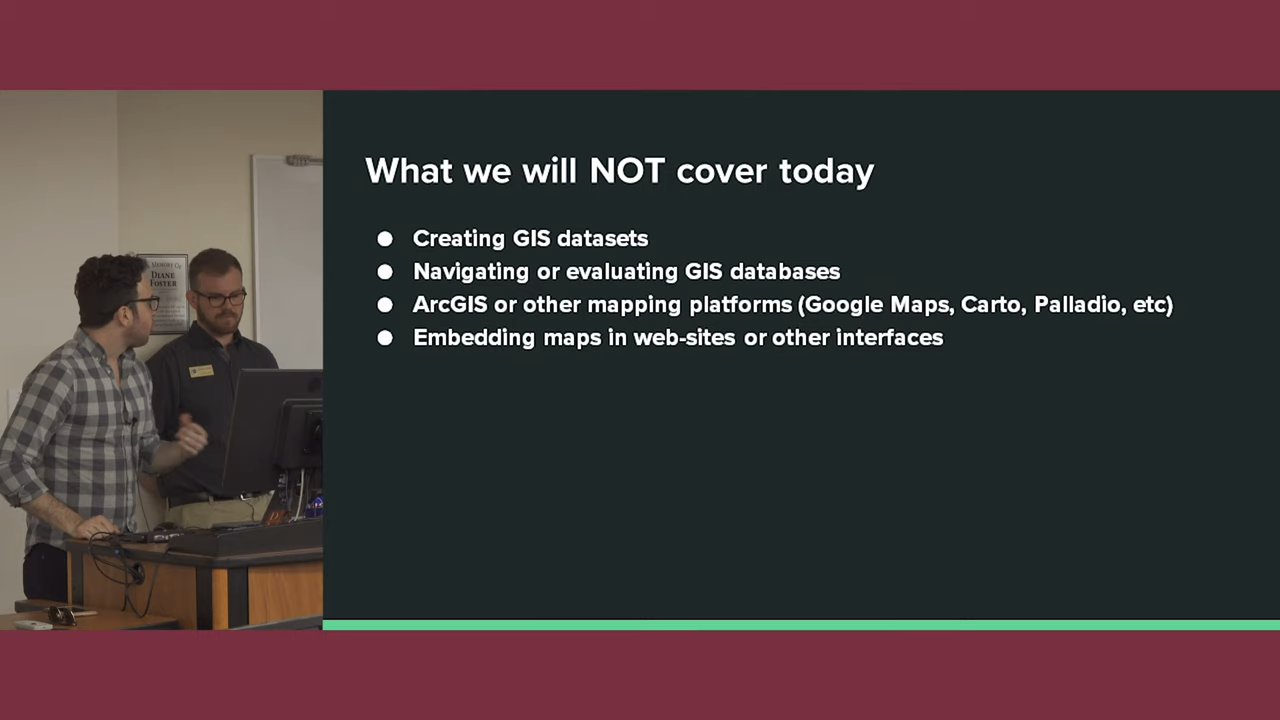 What we will NOT cover today
● Creating GIS datasets
● Navigating or evaluating GIS databases
● ArcGIS or other mapping platforms (Google Maps, Carto, Palladio, etc)
● Embedding maps in web-sites or other interfaces
DIANE
FOSTER